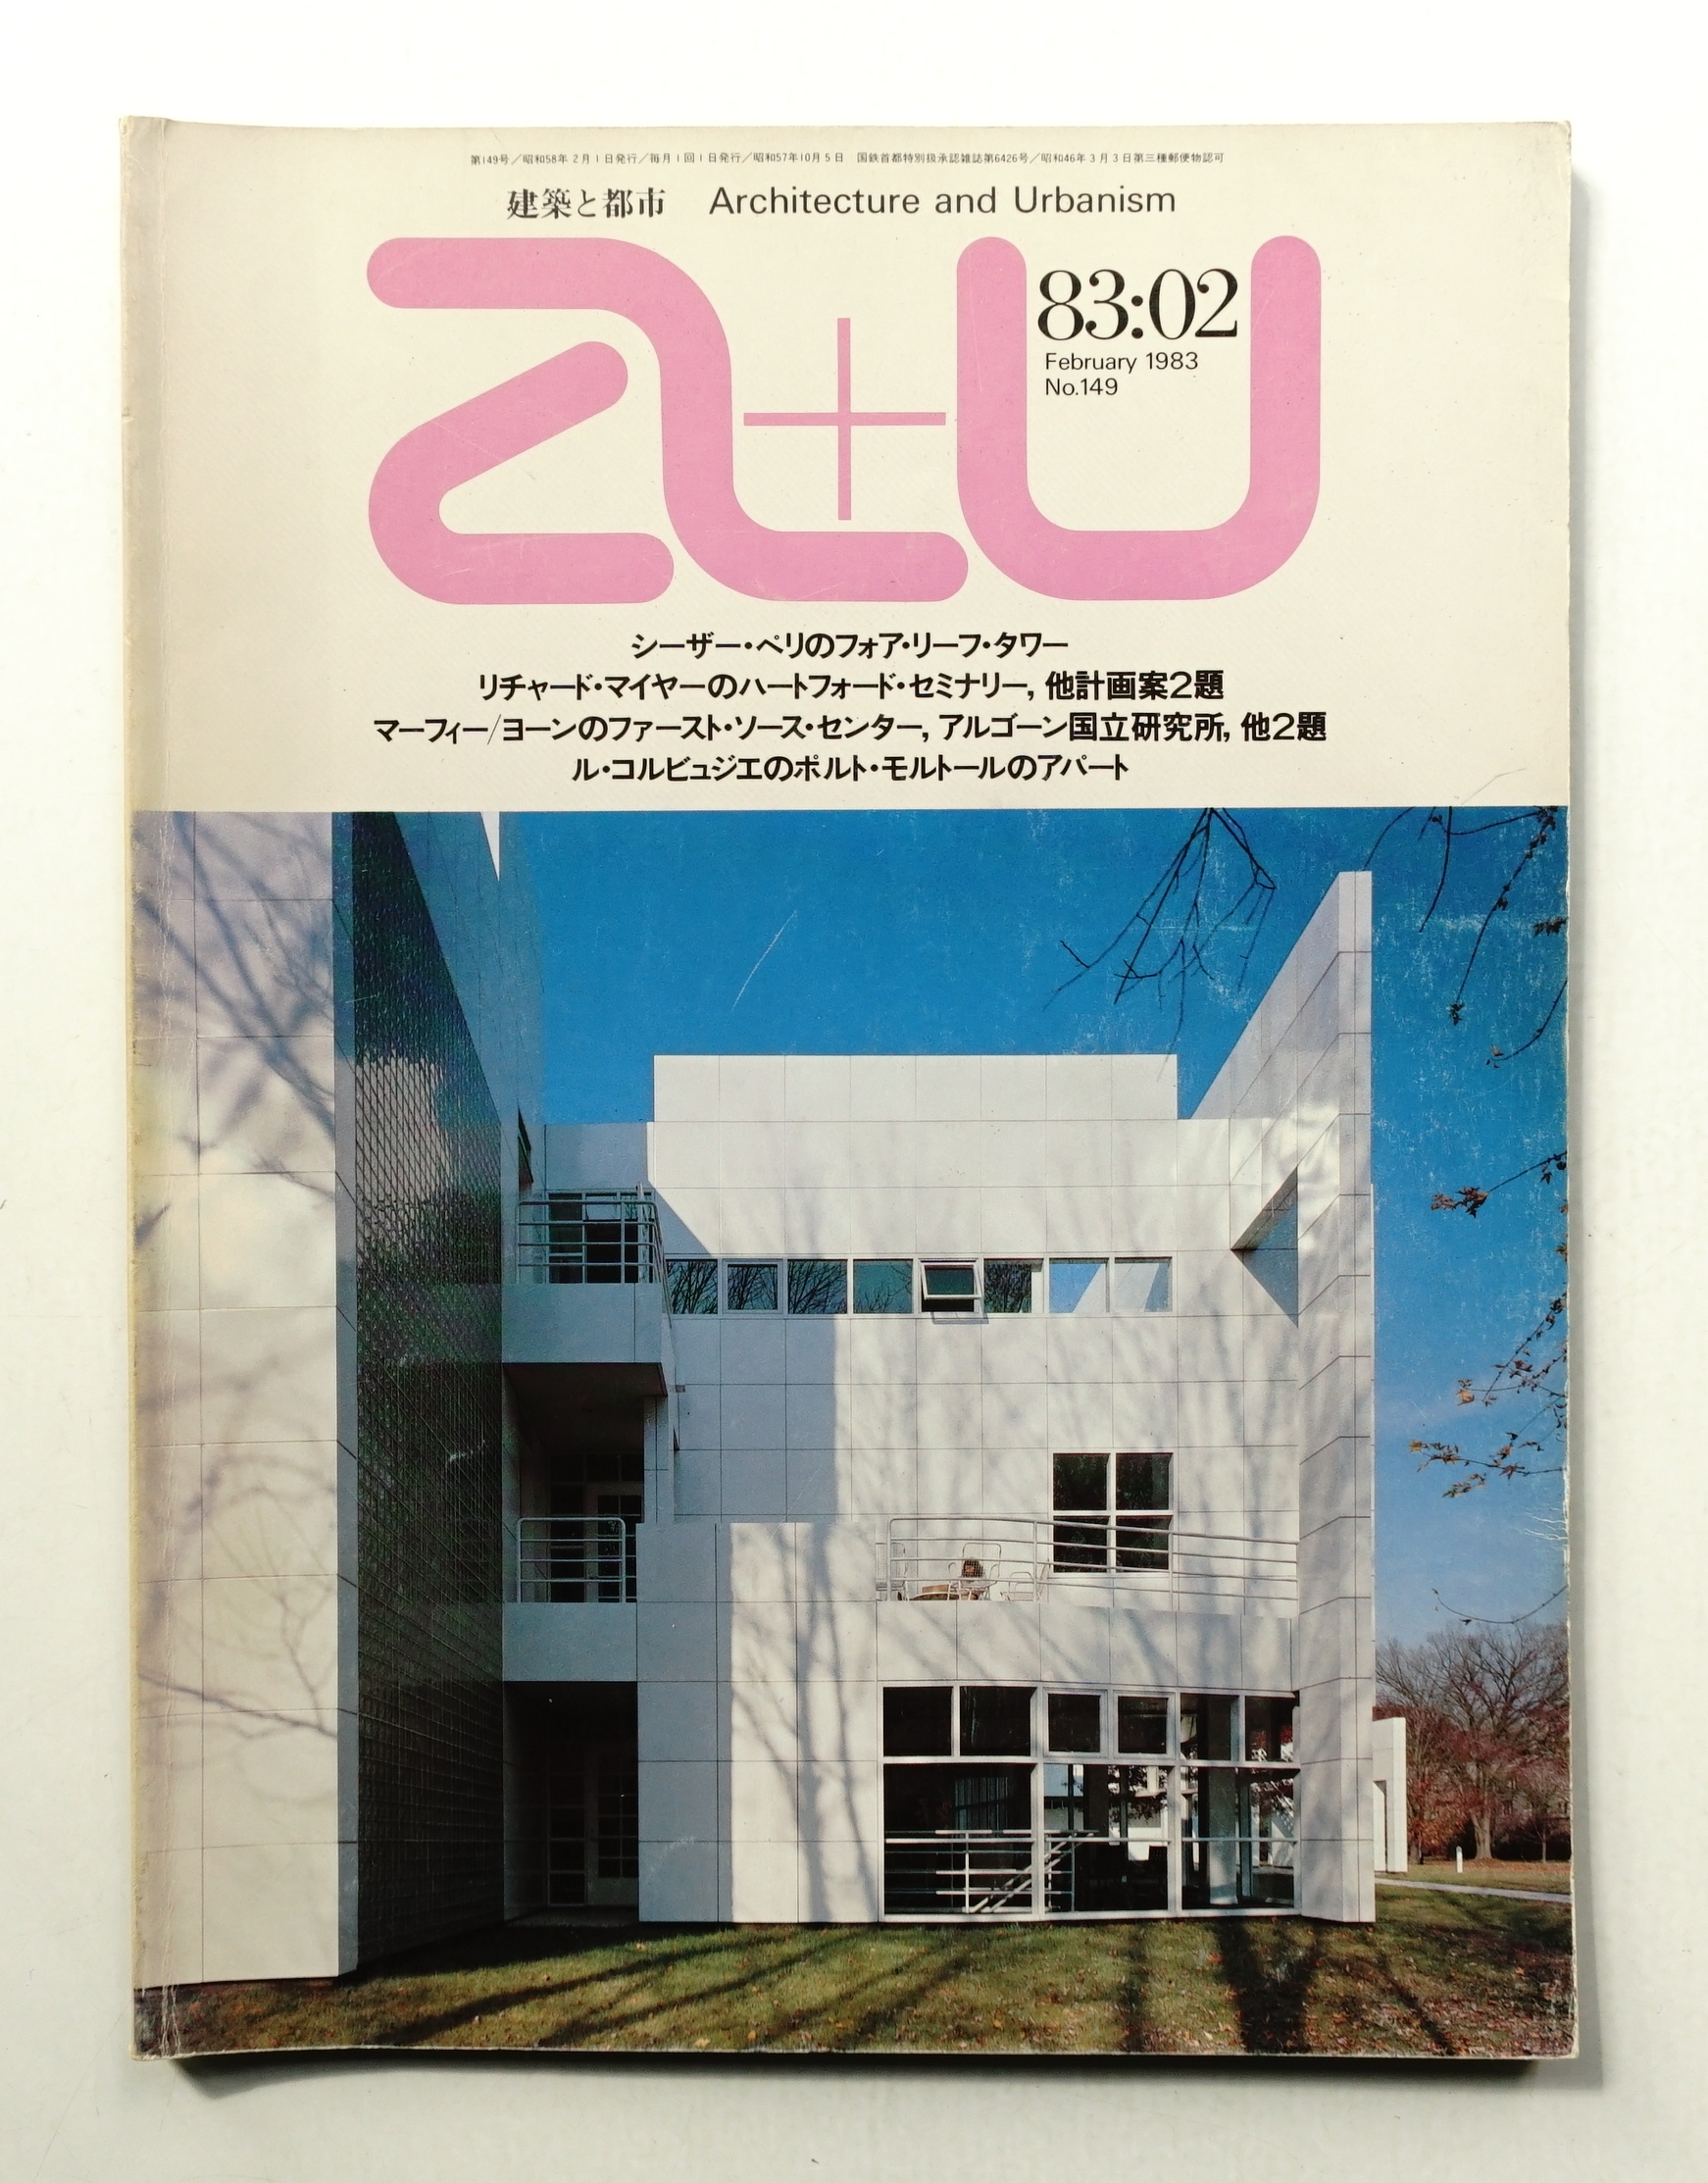 第149号／昭和58年2月1日発行／毎月1回1日発行／昭和57年10月5日　国鉄首都特別扱承認雑誌第6426号／昭和46年3月3日第三種郵便物認可
建築と都市　Architecture and Urbanism
a+u
83:02
February 1983
No.149
シーザー・ペリのフォア・リーフ・タワー
リチャード・マイヤーのハートフォード・セミナリー, 他計画案2題
マーフィー/ヨーンのファースト・ソース・センター, アルゴーン国立研究所, 他2題
ル・コルビュジエのポルト・モルトールのアパート